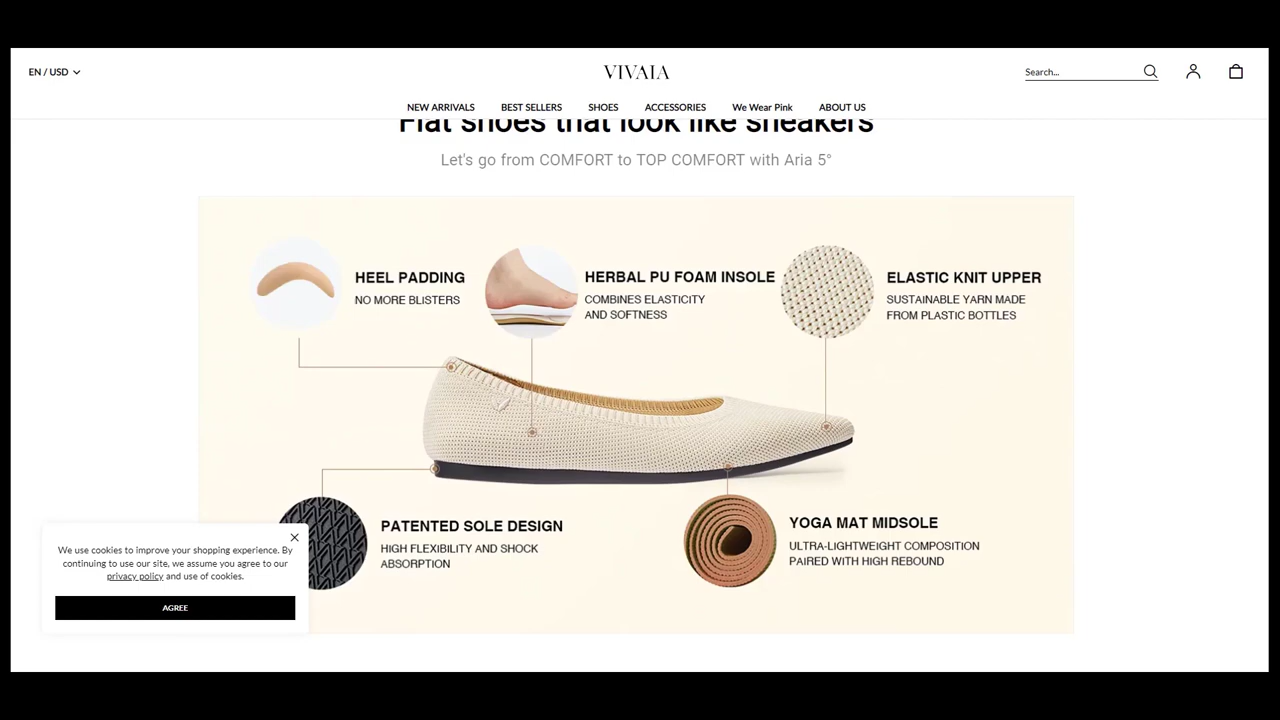 EN / USD
VIVAIA
Search...
NEW ARRIVALS BEST SELLERS SHOES ACCESSORIES We Wear Pink ABOUT US
Flat shoes that look like sneakers
Let's go from COMFORT to TOP COMFORT with Aria 5°
HEEL PADDING
NO MORE BLISTERS
HERBAL PU FOAM INSOLE
COMBINES ELASTICITY
AND SOFTNESS
ELASTIC KNIT UPPER
SUSTAINABLE YARN MADE
FROM PLASTIC BOTTLES
PATENTED SOLE DESIGN
HIGH FLEXIBILITY AND SHOCK
ABSORPTION
YOGA MAT MIDSOLE
ULTRA-LIGHTWEIGHT COMPOSITION
PAIRED WITH HIGH REBOUND
We use cookies to improve your shopping experience. By
continuing to use our site, we assume you agree to our
privacy policy and use of cookies.
AGREE